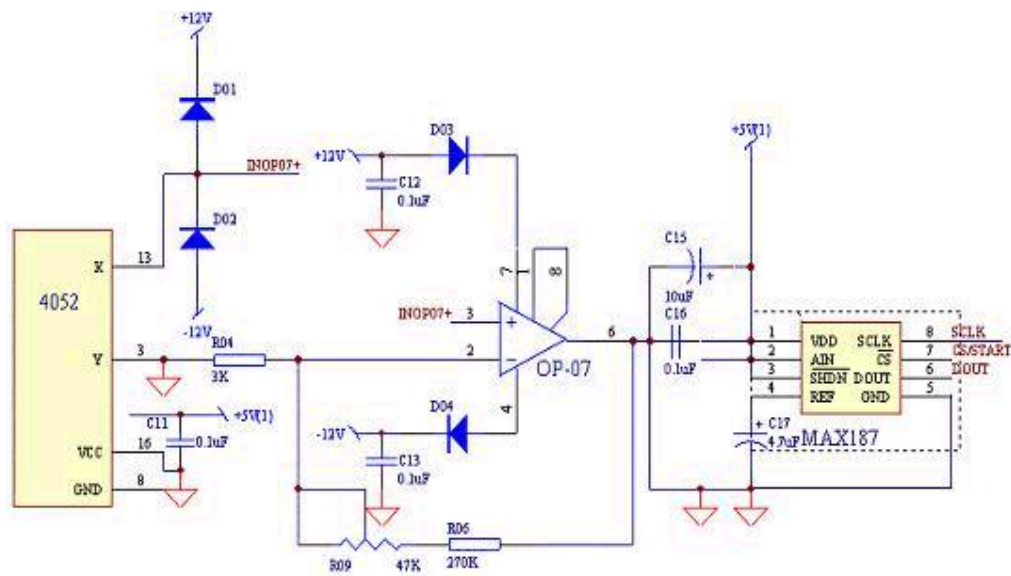 +12V
D01
INOP07+
D02
-12V
4052
X
13
Y
3
R04
3K
C11
0.1uF
+5V(1)
VCC
16
GND
8
+12V
D03
C12
0.1uF
7
1
8
INOP07+
3
+
2
−
6
OP-07
4
-12V
D04
C13
0.1uF
R09
47K
R06
270K
+5V(1)
C15
+
10uF
C16
0.1uF
1
VDD
SCLK
8
SCLK
2
AIN
CS
7
CS/START
3
SHDN
DOUT
6
DOUT
4
REF
GND
5
+
C17
4.7uF
MAX187